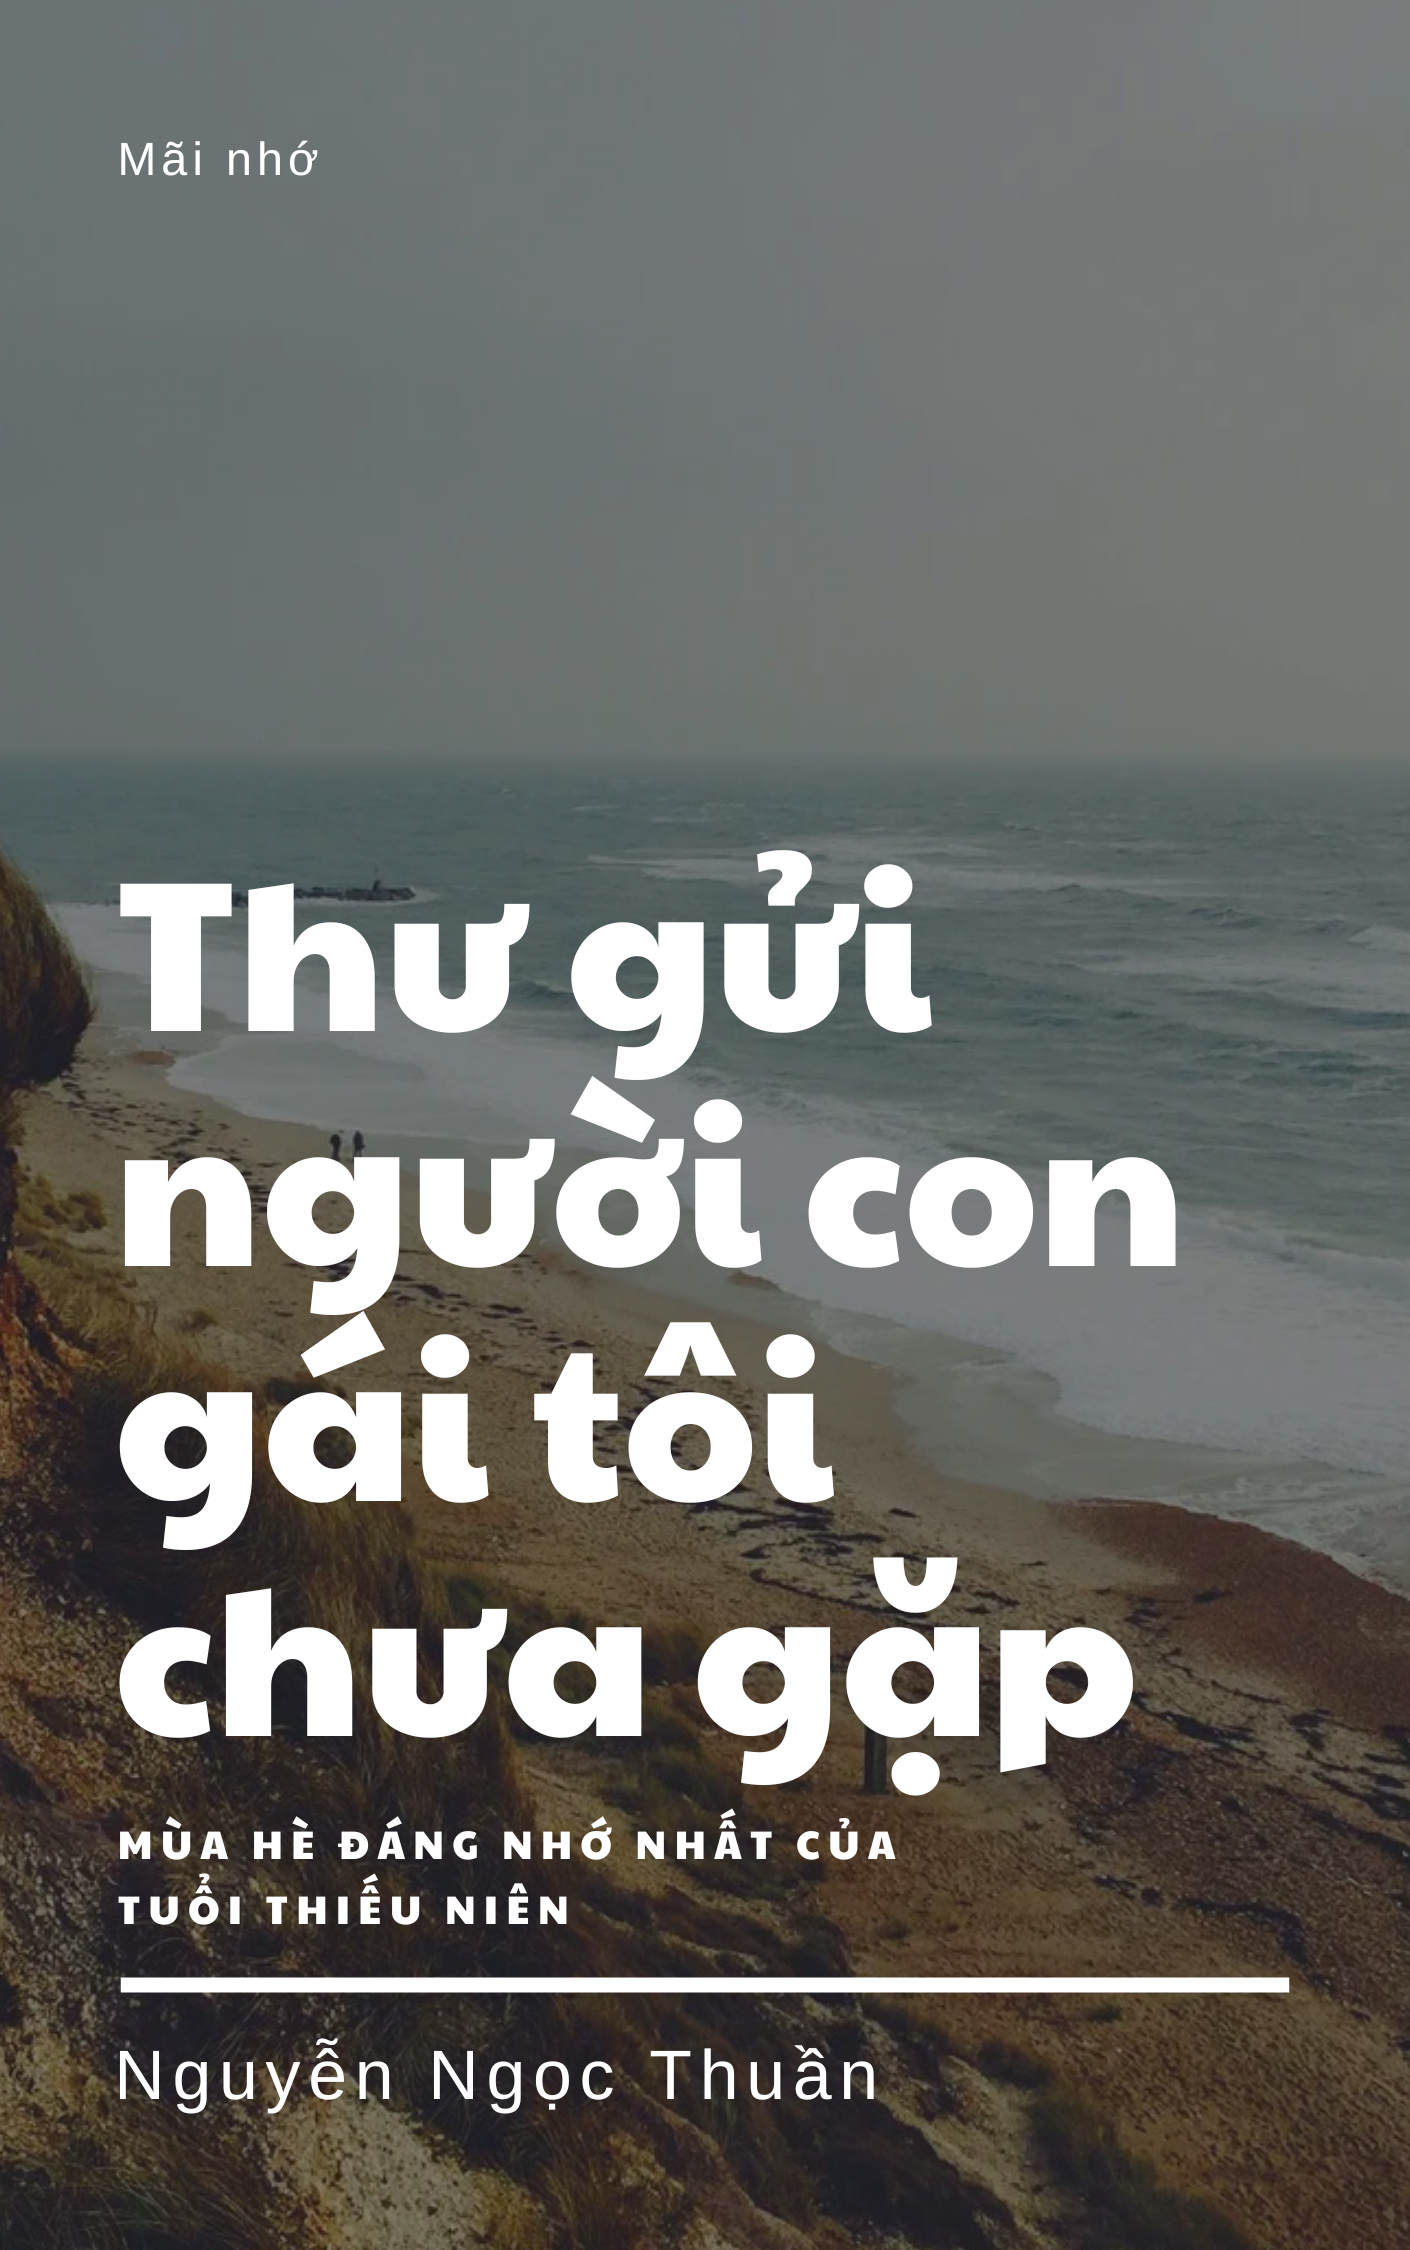 Mãi nhớ
Thư gửi
người con
gái tôi
chưa gặp
MÙA HÈ ĐÁNG NHỚ NHẤT CỦA
TUỔI THIẾU NIÊN
Nguyễn Ngọc Thuần